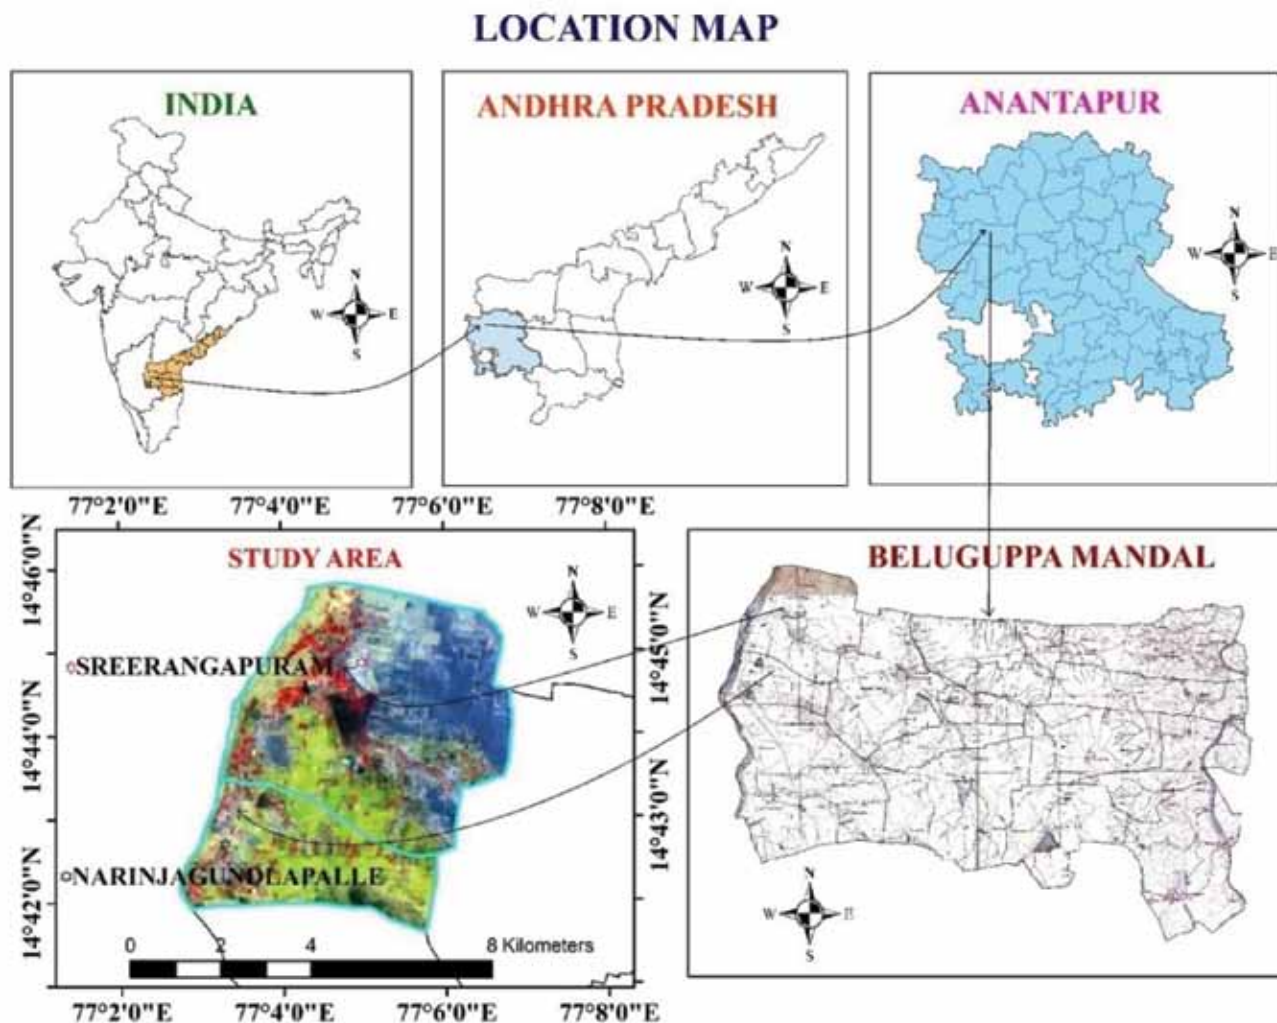 LOCATION MAP
INDIA
N
W E
S
ANDHRA PRADESH
N
W E
S
ANANTAPUR
N
W E
S
77°2'0"E 77°4'0"E 77°6'0"E 77°8'0"E
STUDY AREA
N
W E
S
14°46'0"N
14°44'0"N
14°42'0"N
14°45'0"N
14°43'0"N
SREERANGAPURAM
NARINJAGUNDLAPALLE
0 2 4 8 Kilometers
77°2'0"E 77°4'0"E 77°6'0"E 77°8'0"E
BELUGUPPA MANDAL
N
W E
S